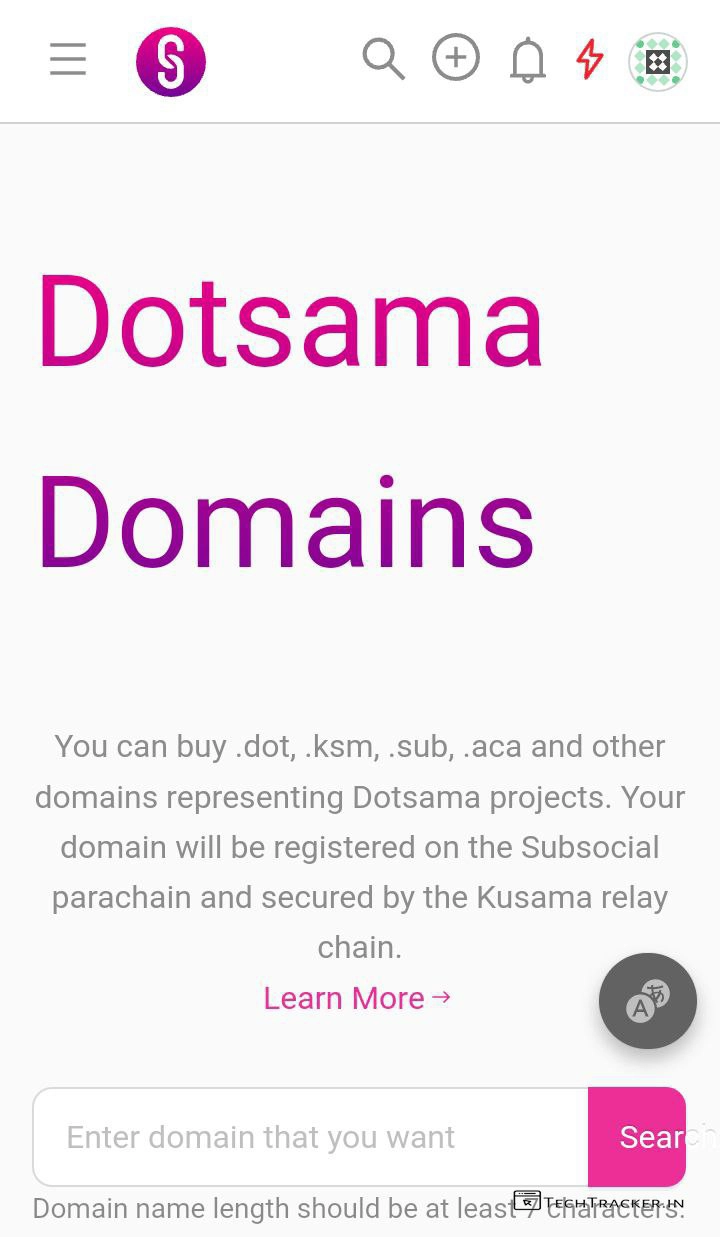 Dotsama
Domains
You can buy .dot, .ksm, .sub, .aca and other
domains representing Dotsama projects. Your
domain will be registered on the Subsocial
parachain and secured by the Kusama relay
chain.
Learn More →
A あ
Enter domain that you want
Search
Domain name length should be at least 7 characters.
TECHTRACKER.IN